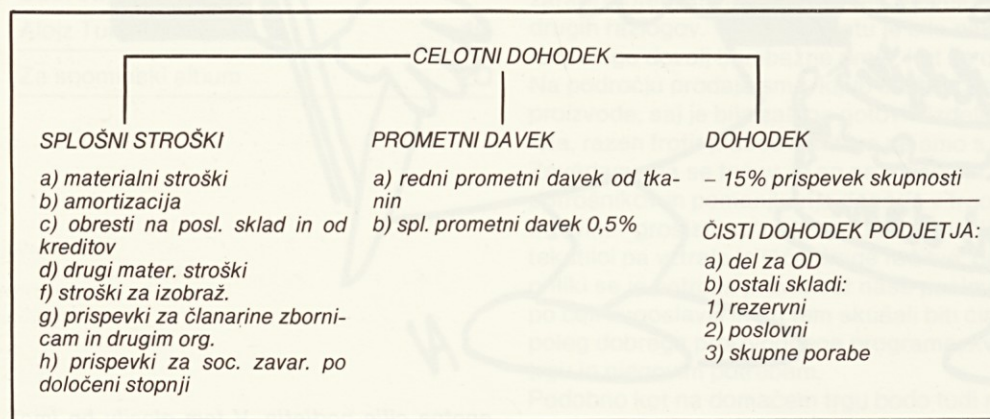 CELOTNI DOHODEK
SPLOŠNI STROŠKI
a) materialni stroški
b) amortizacija
c) obresti na posl. sklad in od
kreditov
d) drugi mater. stroški
f) stroški za izobraž.
g) prispevki za članarine zborni-
cam in drugim org.
h) prispevki za soc. zavar. po
določeni stopnji
PROMETNI DAVEK
a) redni prometni davek od tka-
nin
b) spl. prometni davek 0,5%
DOHODEK
– 15% prispevek skupnosti
ČISTI DOHODEK PODJETJA:
a) del za OD
b) ostali skladi:
1) rezervni
2) poslovni
3) skupne porabe